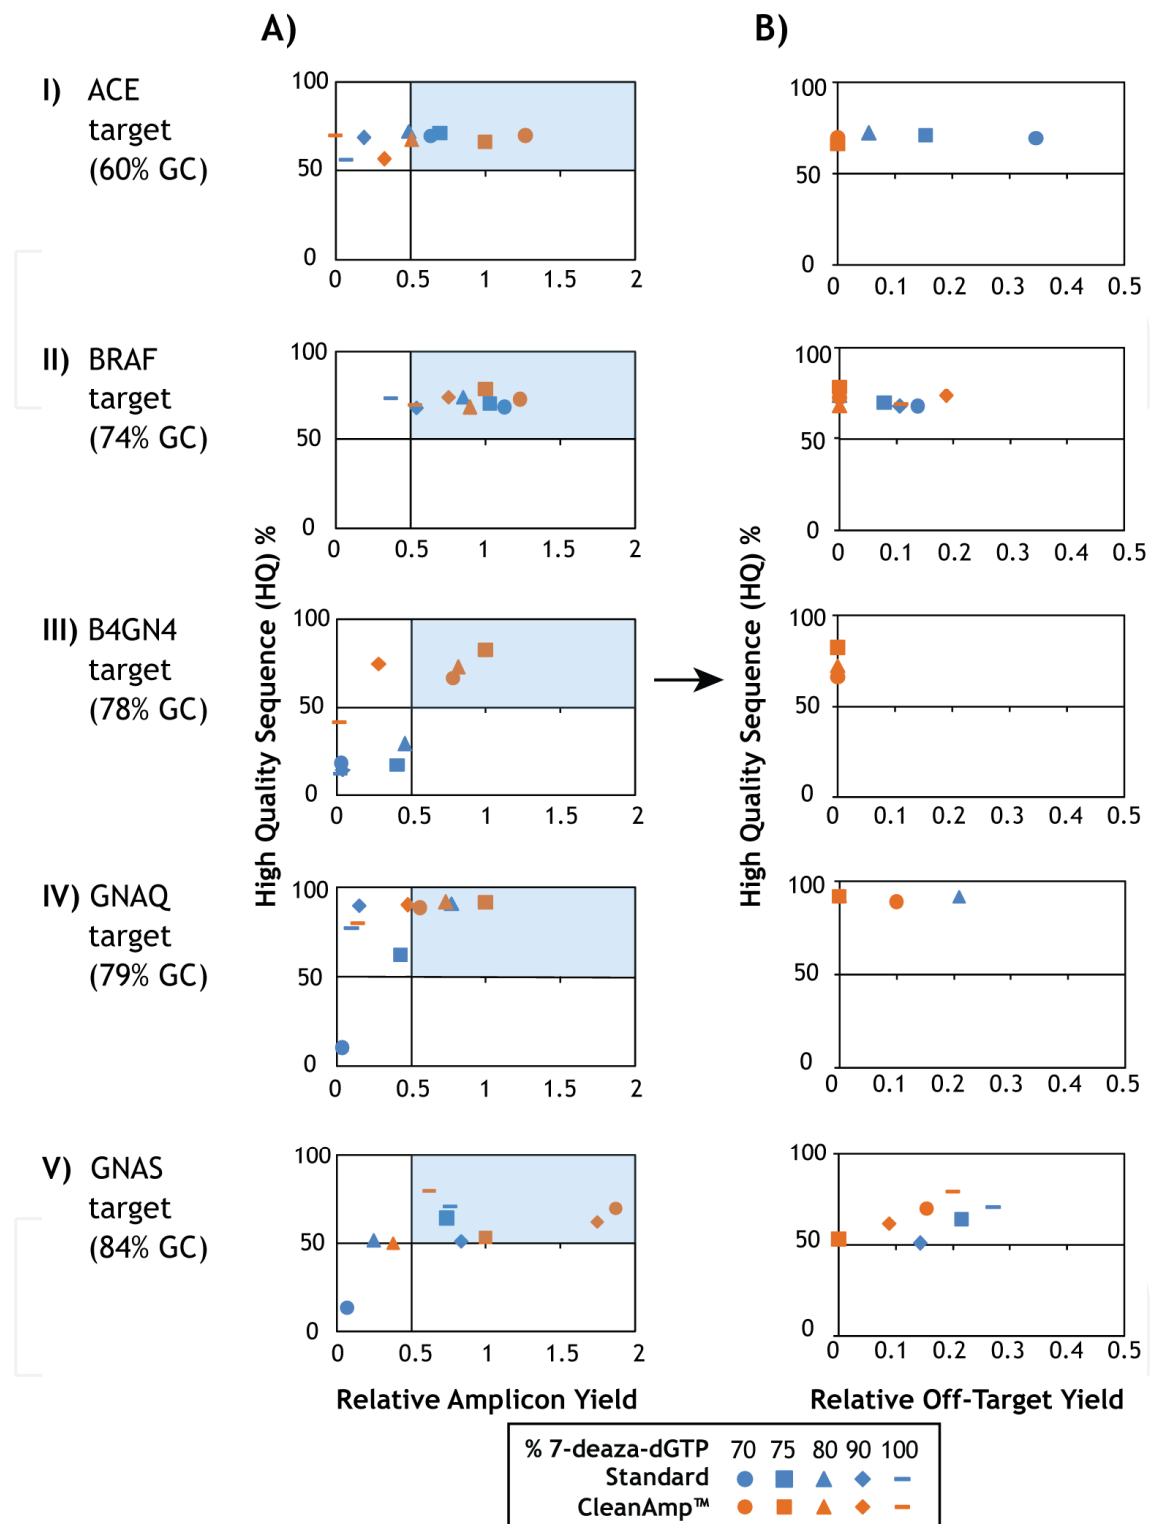 A)
B)
I) ACE
target
(60% GC)
100
50
0
0 0.5 1 1.5 2
100
50
0
0 0.1 0.2 0.3 0.4 0.5
II) BRAF
target
(74% GC)
100
50
0
0 0.5 1 1.5 2
100
50
0
0 0.1 0.2 0.3 0.4 0.5
III) B4GN4
target
(78% GC)
High Quality Sequence (HQ) %
100
50
0
0 0.5 1 1.5 2
High Quality Sequence (HQ) %
100
50
0
0 0.1 0.2 0.3 0.4 0.5
IV) GNAQ
target
(79% GC)
100
50
0
0 0.5 1 1.5 2
100
50
0
0 0.1 0.2 0.3 0.4 0.5
V) GNAS
target
(84% GC)
100
50
0
0 0.5 1 1.5 2
100
50
0
0 0.1 0.2 0.3 0.4 0.5
Relative Amplicon Yield
Relative Off-Target Yield
% 7-deaza-dGTP 70 75 80 90 100
Standard
CleanAmp™